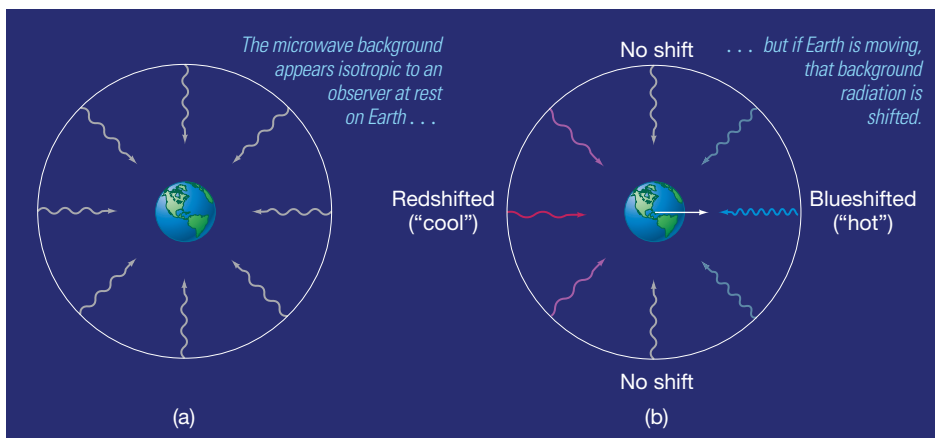 The microwave background
appears isotropic to an
observer at rest
on Earth . . .
No shift
. . . but if Earth is moving,
that background
radiation is
shifted.
Redshifted
(“cool”)
Blueshifted
(“hot”)
No shift
(a)
(b)